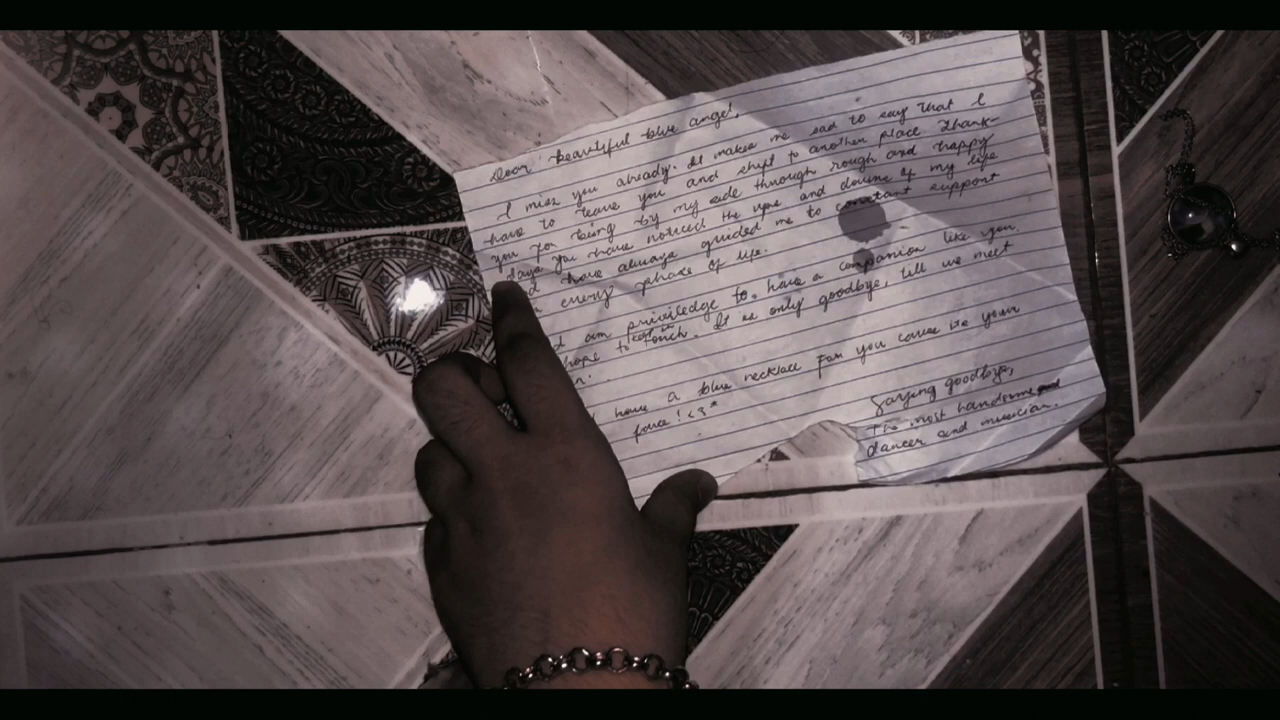 Dear beautiful blue angel,
I miss you already. It makes me sad to say that I
have to leave you and shift to another place Thank-
you for being by my side through rough and happy
days you have noticed the ups and downs of my life
have always guided me to constant support
every phase of life.
I am priviledge to have a companion like you.
hope to touch. It is only goodbye, till we meet
have a blue necklace for you cause its your
force! <3"
Saying goodbye,
The most handsome
dancer and musician.